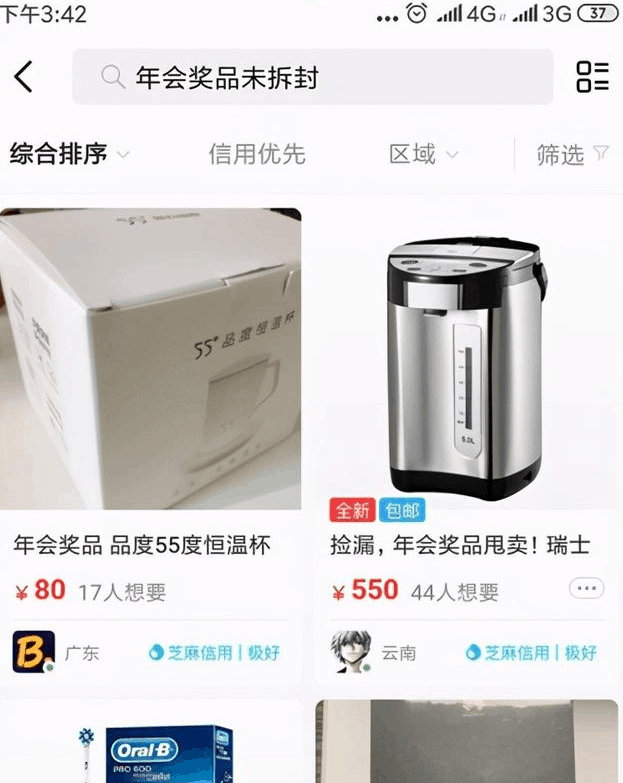 下午3:42
4G 3G 37
年会奖品未拆封
综合排序 信用优先 区域 筛选
55°
55°品度恒温杯
5.0L
全新 包邮
年会奖品 品度55度恒温杯
¥80 17人想要
广东 芝麻信用 | 极好
捡漏，年会奖品甩卖！瑞士
¥550 44人想要
云南 芝麻信用 | 极好
B.
Oral-B
PRO 600